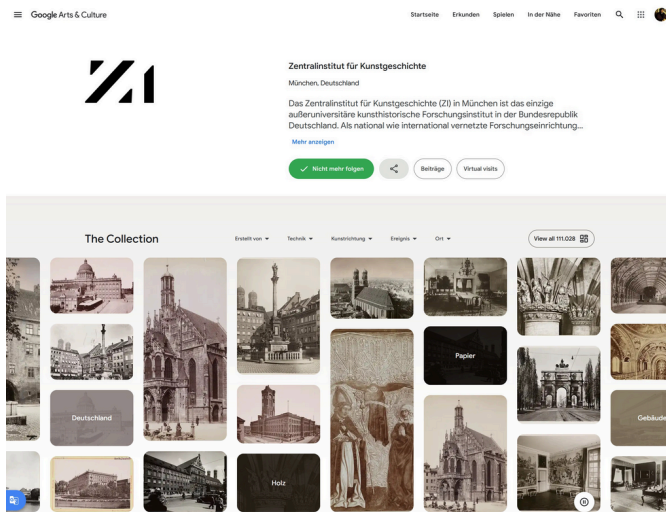 Google Arts & Culture
Startseite Erkunden Spielen In der Nähe Favoriten
ZI
Zentralinstitut für Kunstgeschichte
München, Deutschland
Das Zentralinstitut für Kunstgeschichte (ZI) in München ist das einzige
außeruniversitäre kunsthistorische Forschungsinstitut in der Bundesrepublik
Deutschland. Als national wie international vernetzte Forschungseinrichtung...
Mehr anzeigen
Nicht mehr folgen Beiträge Virtual visits
The Collection Erstellt von Technik Kunstrichtung Ereignis Ort View all 111.028
Papier
Deutschland Gebäude
Holz